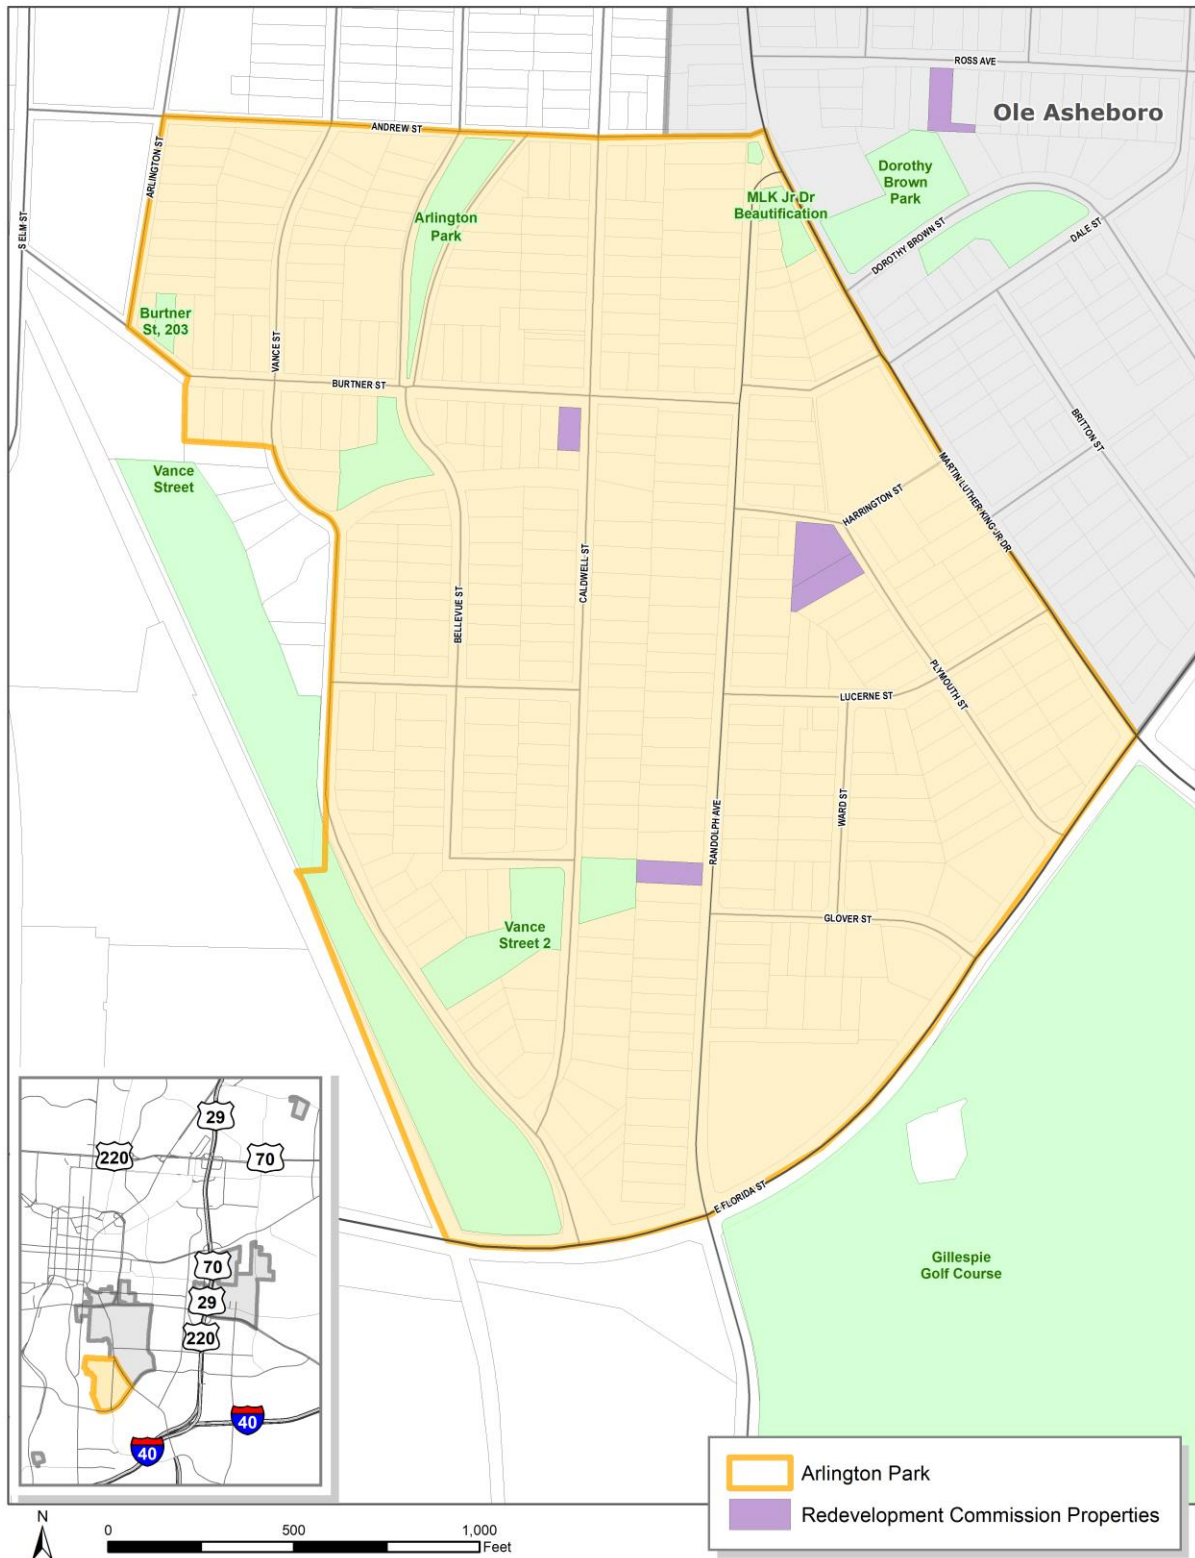 ROSS AVE
Ole Asheboro
ANDREW ST
ARLINGTON ST
S ELM ST
Arlington
Park
MLK Jr Dr
Beautification
Dorothy
Brown
Park
DOROTHY BROWN ST
DALE ST
Burtner
St, 203
VANCE ST
BURTNER ST
BRITTON ST
MARTIN LUTHER KING JR DR
Vance
Street
HARRINGTON ST
CALDWELL ST
BELLEVUE ST
PLYMOUTH ST
LUCERNE ST
WARD ST
RANDOLPH AVE
GLOVER ST
Vance
Street 2
E FLORIDA ST
Gillespie
Golf Course
29
220
70
70
29
220
40
40
Arlington Park
Redevelopment Commission Properties
N
0
500
1,000
Feet